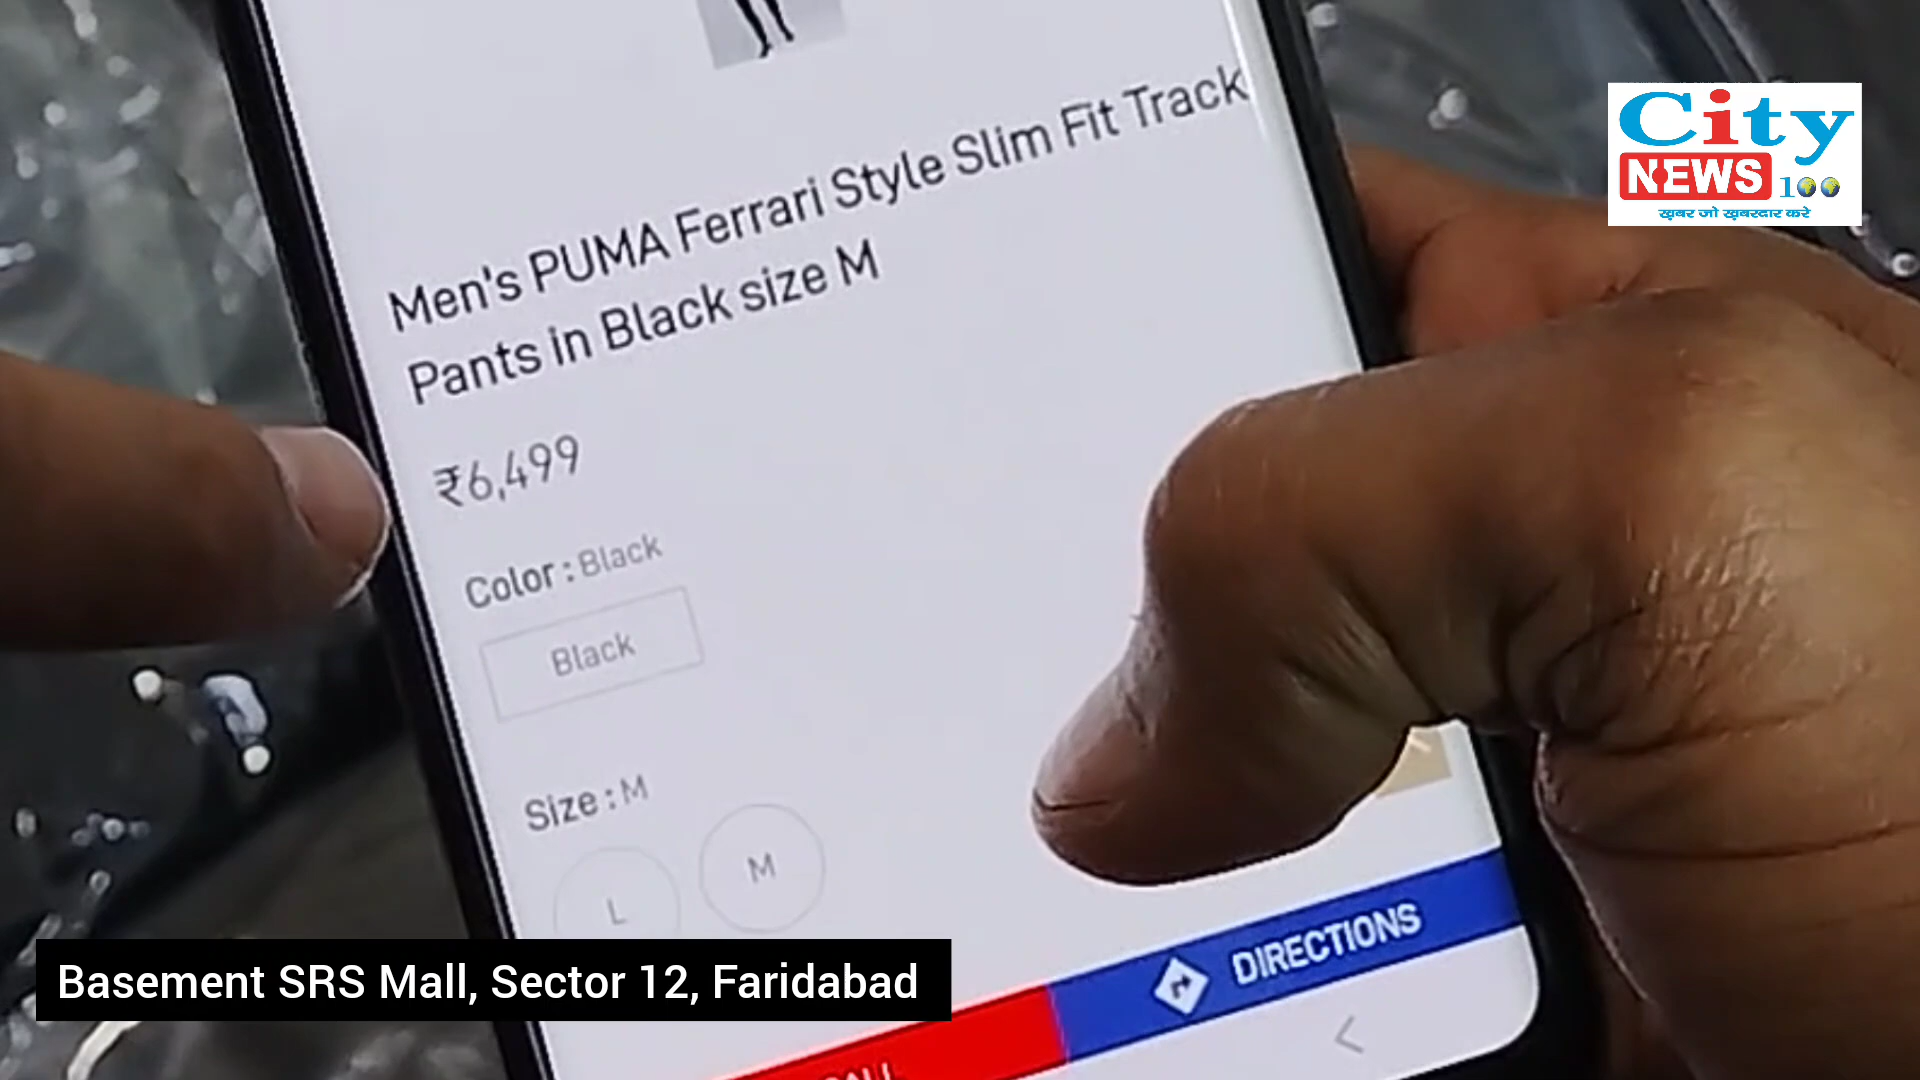 Men's PUMA Ferrari Style Slim Fit Track
Pants in Black size M
₹6,499
Color : Black
Black
Size : M
L
M
DIRECTIONS
City
NEWS 100
ख़बर जो ख़बरदार करे
Basement SRS Mall, Sector 12, Faridabad